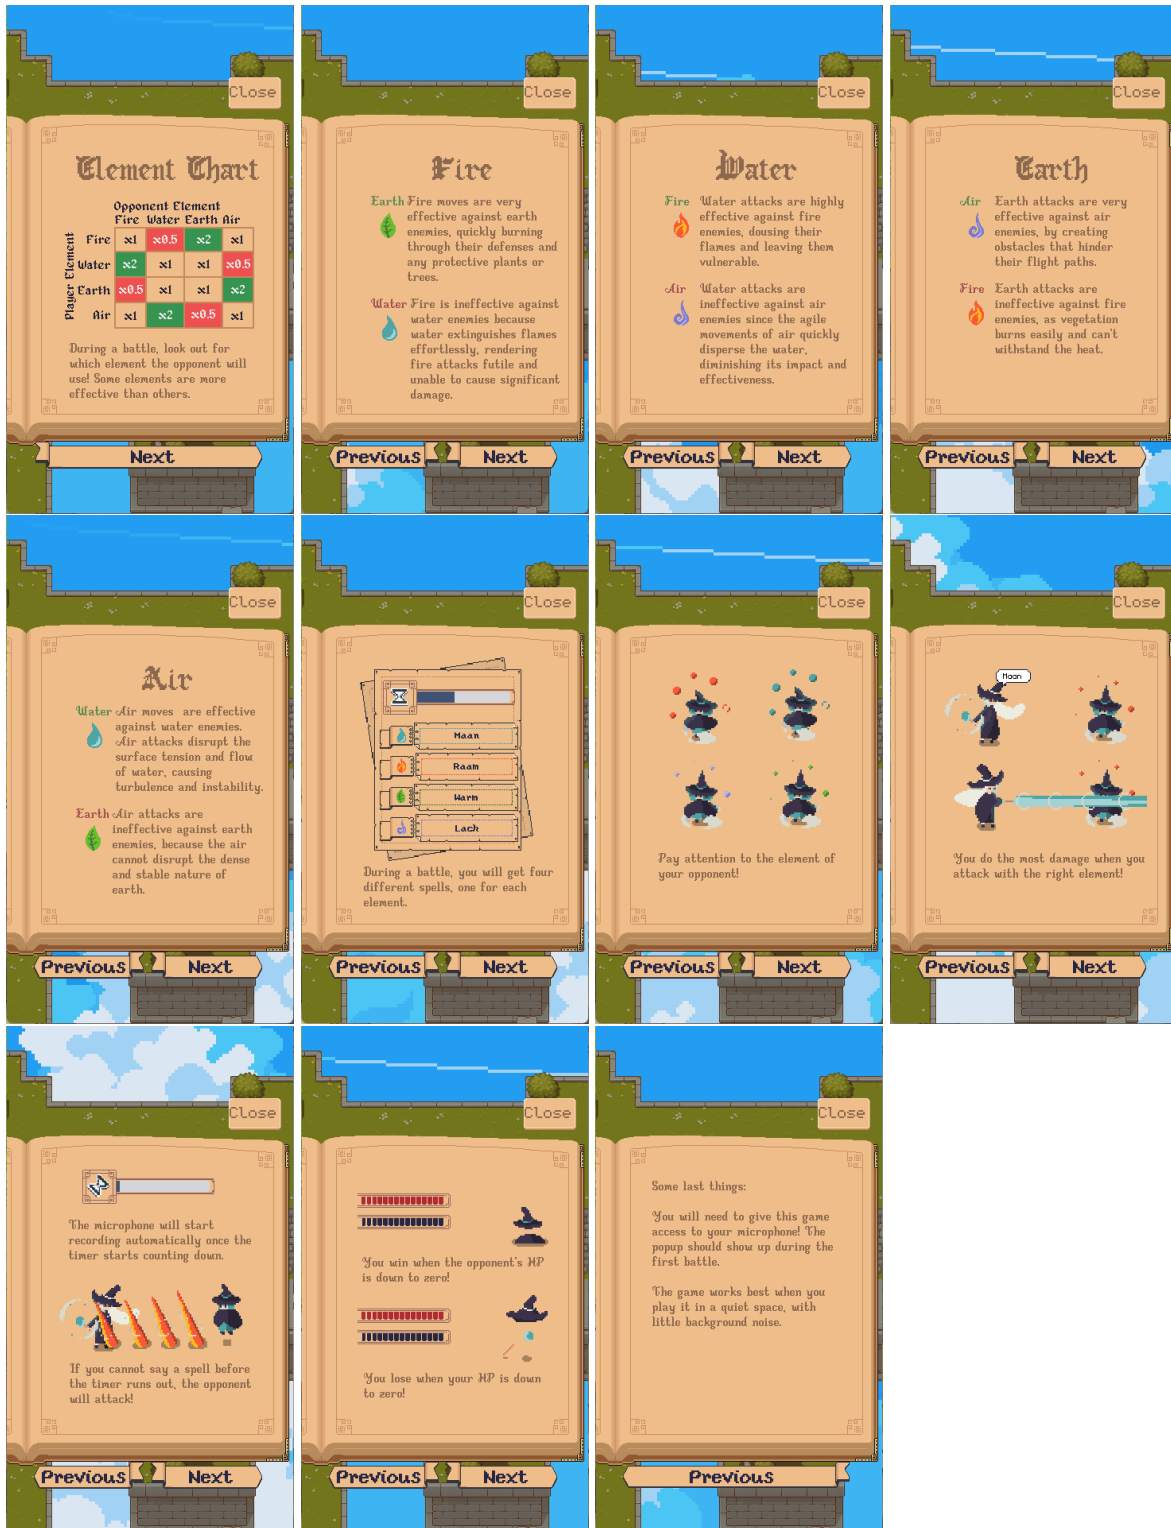 Close
Element Chart
Opponent Element
Fire Water Earth Air
Player Element
Fire x1 x0.5 x2 x1
Water x2 x1 x1 x0.5
Earth x0.5 x1 x1 x2
Air x1 x2 x0.5 x1
During a battle, look out for
which element the opponent will
use! Some elements are more
effective than others.
Next
Close
Fire
Earth Fire moves are very
effective against earth
enemies, quickly burning
through their defenses and
any protective plants or
trees.
Water Fire is ineffective against
water enemies because
water extinguishes flames
effortlessly, rendering
fire attacks futile and
unable to cause significant
damage.
Previous Next
Close
Water
Fire Water attacks are highly
effective against fire
enemies, dousing their
flames and leaving them
vulnerable.
Air Water attacks are
ineffective against air
enemies since the agile
movements of air quickly
disperse the water,
diminishing its impact and
effectiveness.
Previous Next
Close
Earth
Air Earth attacks are very
effective against air
enemies, by creating
obstacles that hinder
their flight paths.
Fire Earth attacks are
ineffective against fire
enemies, as vegetation
burns easily and can't
withstand the heat.
Previous Next
Close
Air
Water Air moves are effective
against water enemies.
Air attacks disrupt the
surface tension and flow
of water, causing
turbulence and instability.
Earth Air attacks are
ineffective against earth
enemies, because the air
cannot disrupt the dense
and stable nature of
earth.
Previous Next
Close
Maan
Raam
Warm
Lack
During a battle, you will get four
different spells, one for each
element.
Previous Next
Close
Pay attention to the element of
your opponent!
Previous Next
Close
Maan
You do the most damage when you
attack with the right element!
Previous Next
Close
The microphone will start
recording automatically once the
timer starts counting down.
If you cannot say a spell before
the timer runs out, the opponent
will attack!
Previous Next
Close
You win when the opponent's HP
is down to zero!
You lose when your HP is down
to zero!
Previous Next
Close
Some last things:
You will need to give this game
access to your microphone! The
popup should show up during the
first battle.
The game works best when you
play it in a quiet space, with
little background noise.
Previous